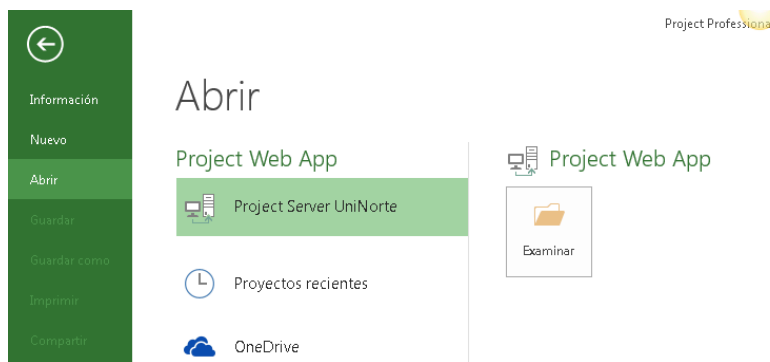 Project Professiona
Información
Nuevo
Abrir
Guardar
Guardar como
Imprimir
Compartir
Abrir
Project Web App
Project Server UniNorte
Proyectos recientes
OneDrive
Project Web App
Examinar